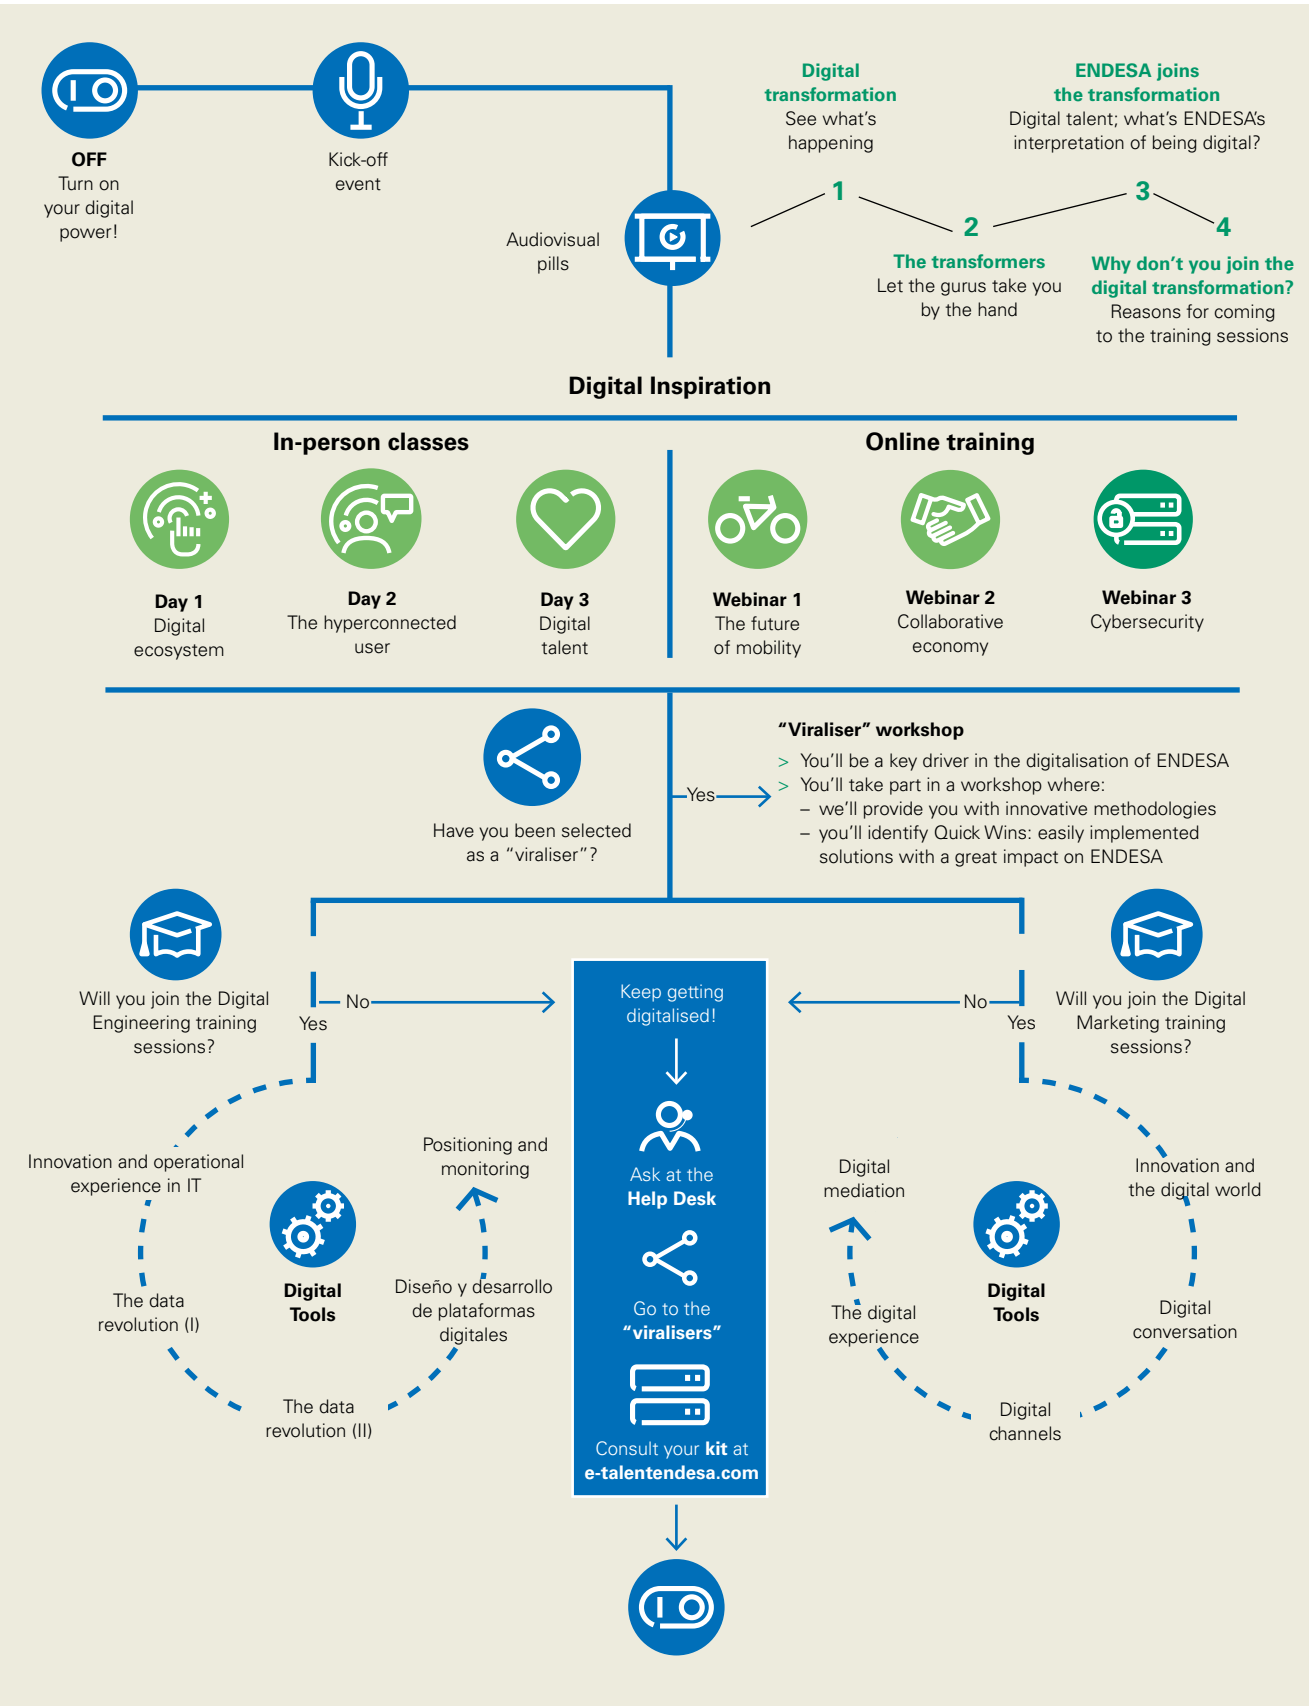 OFF
Turn on
your digital
power!
Kick-off
event
Audiovisual
pills
Digital
transformation
See what's
happening
1
2
The transformers
Let the gurus take you
by the hand
ENDESA joins
the transformation
Digital talent; what's ENDESA's
interpretation of being digital?
3
4
Why don't you join the
digital transformation?
Reasons for coming
to the training sessions
Digital Inspiration
In-person classes
Day 1
Digital
ecosystem
Day 2
The hyperconnected
user
Day 3
Digital
talent
Online training
Webinar 1
The future
of mobility
Webinar 2
Collaborative
economy
Webinar 3
Cybersecurity
Have you been selected
as a “viraliser”?
Yes
“Viraliser” workshop
> You'll be a key driver in the digitalisation of ENDESA
> You'll take part in a workshop where:
– we'll provide you with innovative methodologies
– you'll identify Quick Wins: easily implemented
solutions with a great impact on ENDESA
Will you join the Digital
Engineering training
sessions?
No
Yes
Innovation and operational
experience in IT
The data
revolution (I)
The data
revolution (II)
Diseño y desarrollo
de plataformas
digitales
Positioning and
monitoring
Digital
Tools
Keep getting
digitalised!
Ask at the
Help Desk
Go to the
“viralisers”
Consult your kit at
e-talentendesa.com
Will you join the Digital
Marketing training
sessions?
No
Yes
Innovation and
the digital world
Digital
conversation
Digital
channels
The digital
experience
Digital
mediation
Digital
Tools